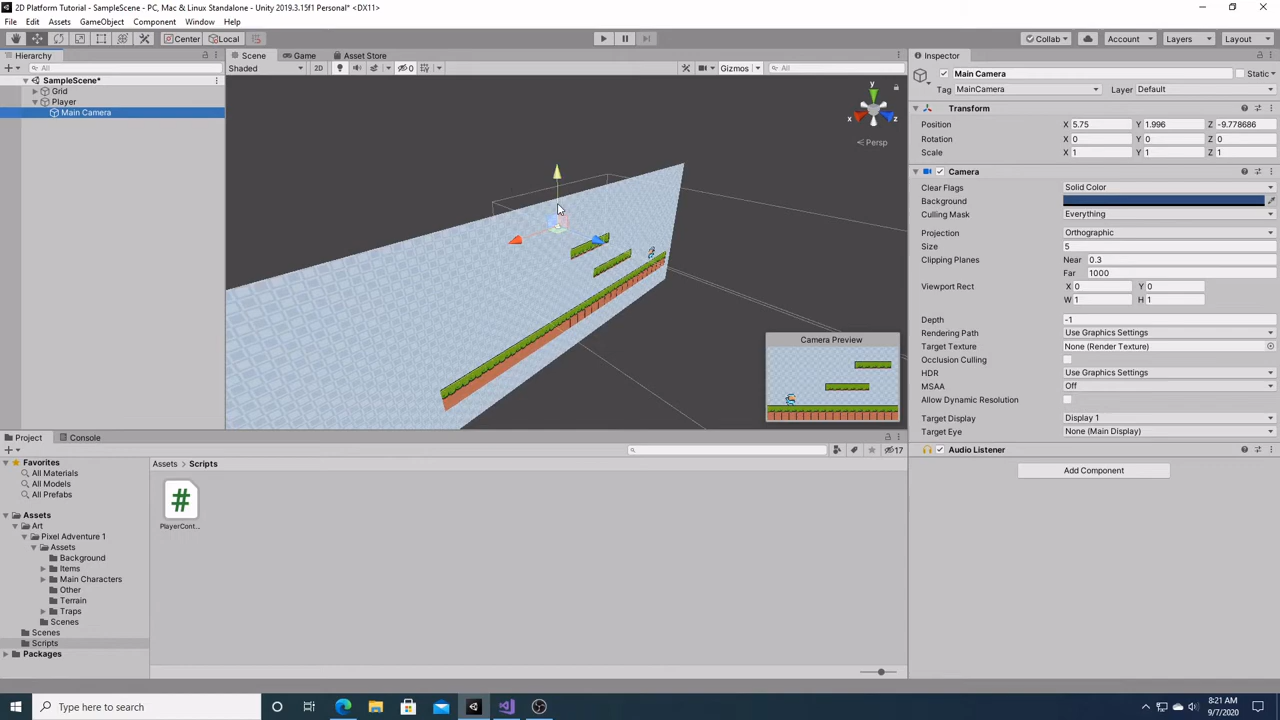 2D Platform Tutorial - SampleScene - PC, Mac & Linux Standalone - Unity 2019.3.15f1 Personal* <DX11>
File Edit Assets GameObject Component Window Help
Center Local Collab Account Layers Layout
Hierarchy
All
SampleScene*
Grid
Player
Main Camera
Scene Game Asset Store
Shaded 2D 0 Gizmos All
y
x z
Persp
Camera Preview
Inspector
Main Camera Static
Tag MainCamera Layer Default
Transform
Position X 5.75 Y 1.996 Z -9.778686
Rotation X 0 Y 0 Z 0
Scale X 1 Y 1 Z 1
Camera
Clear Flags Solid Color
Background
Culling Mask Everything
Projection Orthographic
Size 5
Clipping Planes Near 0.3
Far 1000
Viewport Rect X 0 Y 0
W 1 H 1
Depth -1
Rendering Path Use Graphics Settings
Target Texture None (Render Texture)
Occlusion Culling
HDR Use Graphics Settings
MSAA Off
Allow Dynamic Resolution
Target Display Display 1
Target Eye None (Main Display)
Audio Listener
Add Component
Project Console
17
Favorites
All Materials
All Models
All Prefabs
Assets
Art
Pixel Adventure 1
Assets
Background
Items
Main Characters
Other
Terrain
Traps
Scenes
Scenes
Scripts
Packages
Assets > Scripts
#
PlayerCont...
Type here to search
8:21 AM
9/7/2020